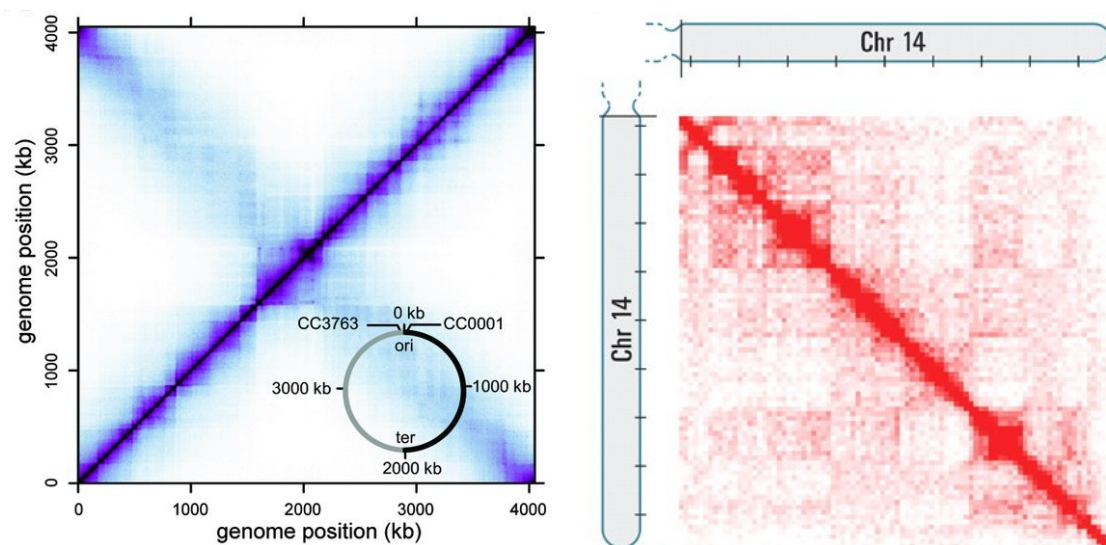 4000
3000
2000
1000
0
genome position (kb)
0 1000 2000 3000 4000
genome position (kb)
0 kb
CC3763 CC0001
ori
3000 kb 1000 kb
ter
2000 kb
Chr 14
Chr 14